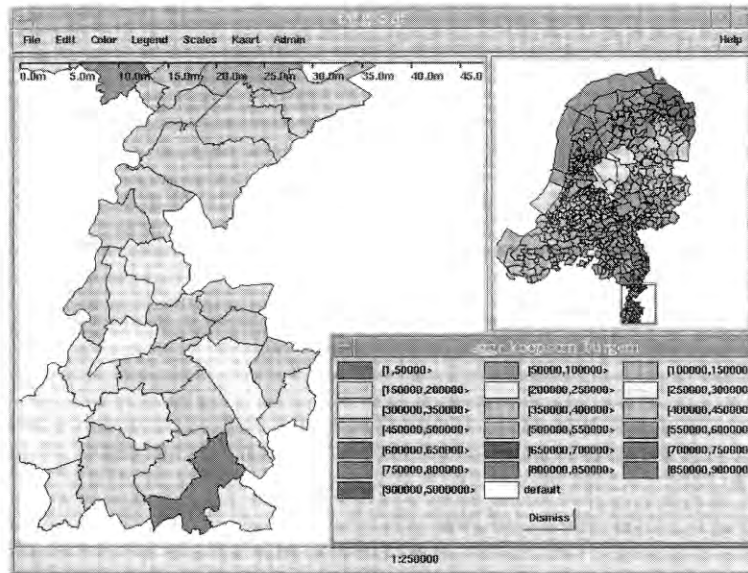 File Edit Color Legend Scales Kaart Admin Help
0.0m 5.0m 10.0m 15.0m 20.0m 25.0m 30.0m 35.0m 40.0m 45.0
[1,50000> [50000,100000> [100000,150000
[150000,200000> [200000,250000> [250000,300000
[300000,350000> [350000,400000> [400000,450000
[450000,500000> [500000,550000> [550000,600000
[600000,650000> [650000,700000> [700000,750000
[750000,800000> [800000,850000> [850000,900000
[900000,5000000> default
Dismiss
1:250000